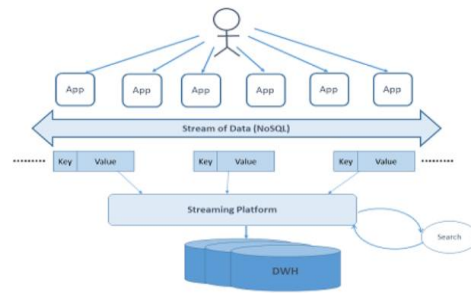 App App App App App App
Stream of Data (NoSQL)
Key Value Key Value Key Value
Streaming Platform
Search
DWH